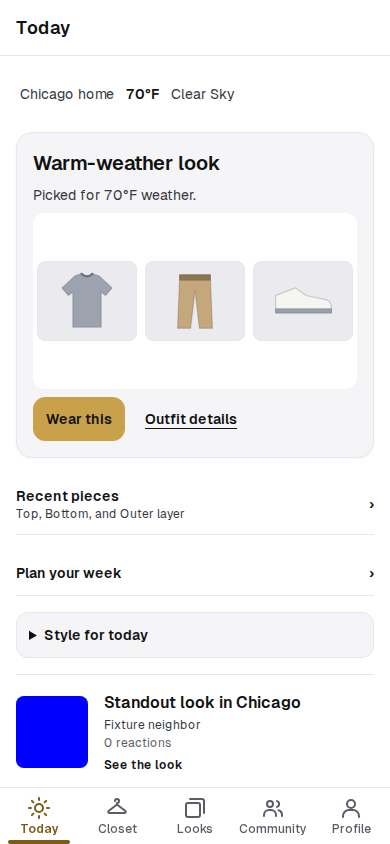 Today
Chicago home 70°F Clear Sky
Warm-weather look
Picked for 70°F weather.
Wear this Outfit details
Recent pieces
Top, Bottom, and Outer layer
Plan your week
Style for today
Standout look in Chicago
Fixture neighbor
0 reactions
See the look
Today Closet Looks Community Profile